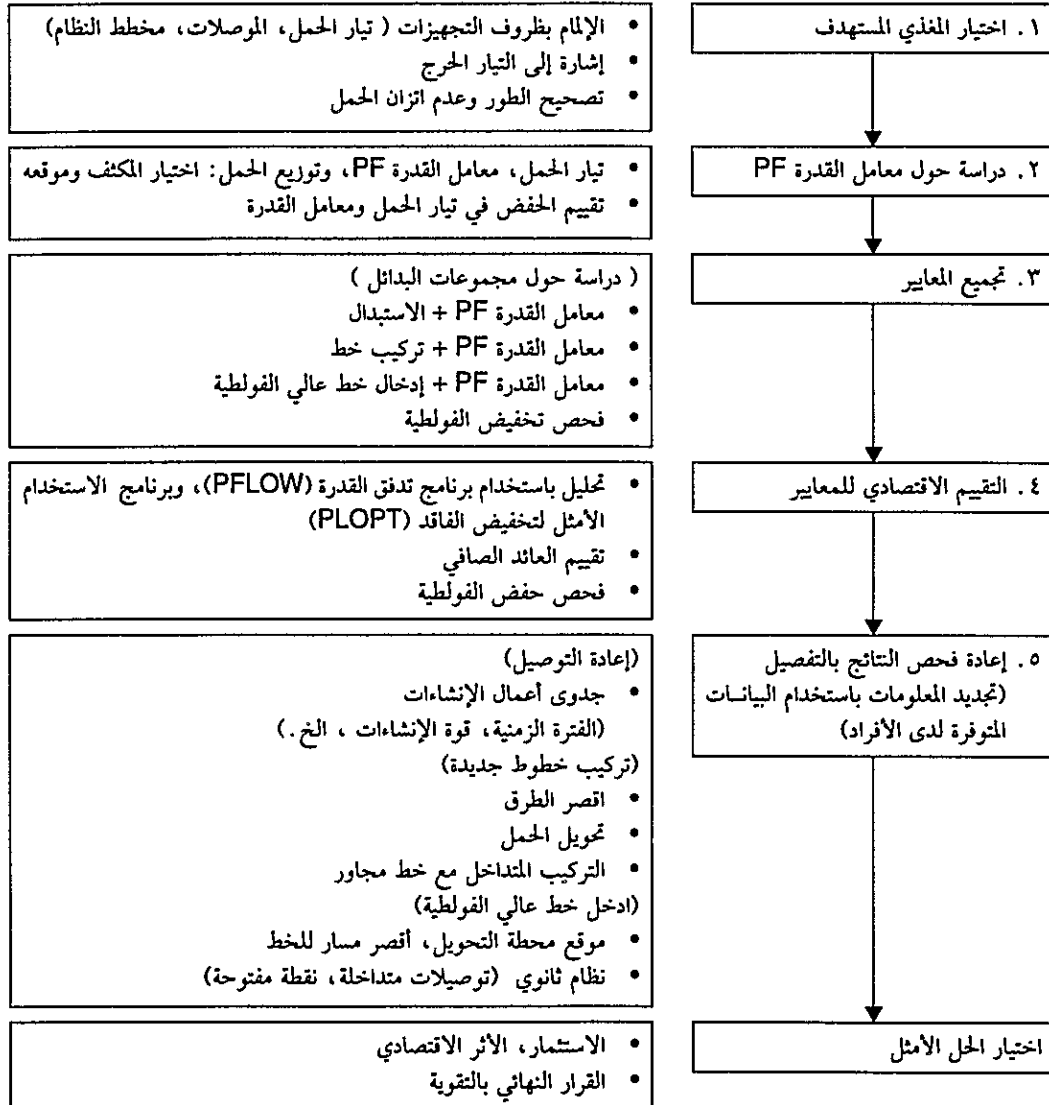 ١. اختيار المغذي المستهدف
• الإلمام بظروف التجهيزات ( تيار الحمل، الموصلات، مخطط النظام)
• إشارة إلى التيار الحرج
• تصحيح الطور وعدم اتزان الحمل
٢. دراسة حول معامل القدرة PF
• تيار الحمل، معامل القدرة PF، وتوزيع الحمل: اختيار المكثف وموقعه
• تقييم الحفض في تيار الحمل ومعامل القدرة
٣. تجميع المعايير
( دراسة حول مجموعات البدائل )
• معامل القدرة PF + الاستبدال
• معامل القدرة PF + تركيب خط
• معامل القدرة PF + إدخال خط عالي الفولطية
• فحص تخفيض الفولطية
٤. التقييم الاقتصادي للمعايير
• تحليل باستخدام برنامج تدفق القدرة (PFLOW)، وبرنامج الاستخدام
الأمثل لتخفيض الفاقد (PLOPT)
• تقييم العائد الصافي
• فحص حفض الفولطية
٥. إعادة فحص النتائج بالتفصيل
(تجديد المعلومات باستخدام البيانات
المتوفرة لدى الأفراد)
(إعادة التوصيل)
• جدوى أعمال الإنشاءات
(الفترة الزمنية، قوة الإنشاءات ، الخ.)
(تركيب خطوط جديدة)
• اقصر الطرق
• تحويل الحمل
• التركيب المتداخل مع خط مجاور
(ادخل خط عالي الفولطية)
• موقع محطة التحويل، أقصر مسار للخط
• نظام ثانوي (توصيلات متداخلة، نقطة مفتوحة)
اختيار الحل الأمثل
• الاستثمار، الأثر الاقتصادي
• القرار النهائي بالتقوية